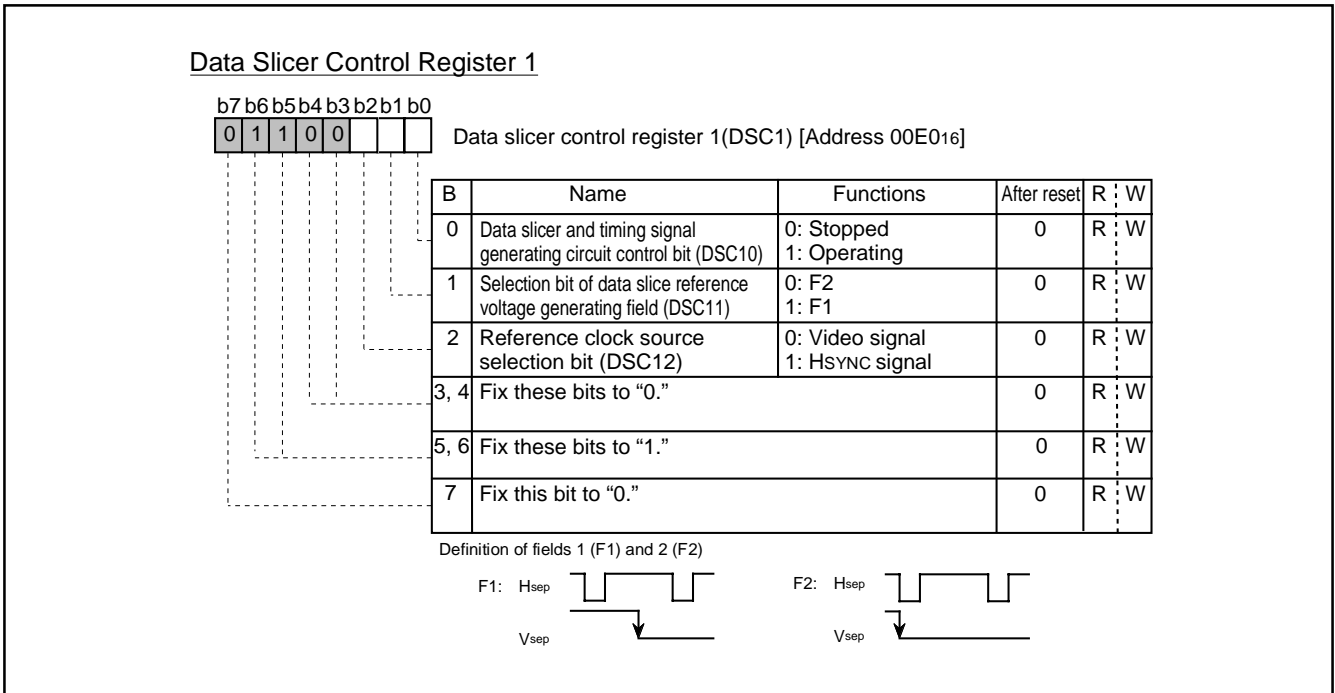 Data Slicer Control Register 1
b7 b6 b5 b4 b3 b2 b1 b0
0 1 1 0 0
Data slicer control register 1(DSC1) [Address 00E016]
B Name Functions After reset R W
0 Data slicer and timing signal generating circuit control bit (DSC10) 0: Stopped 1: Operating 0 R W
1 Selection bit of data slice reference voltage generating field (DSC11) 0: F2 1: F1 0 R W
2 Reference clock source selection bit (DSC12) 0: Video signal 1: HSYNC signal 0 R W
3, 4 Fix these bits to “0.” 0 R W
5, 6 Fix these bits to “1.” 0 R W
7 Fix this bit to “0.” 0 R W
Definition of fields 1 (F1) and 2 (F2)
F1: Hsep
Vsep
F2: Hsep
Vsep